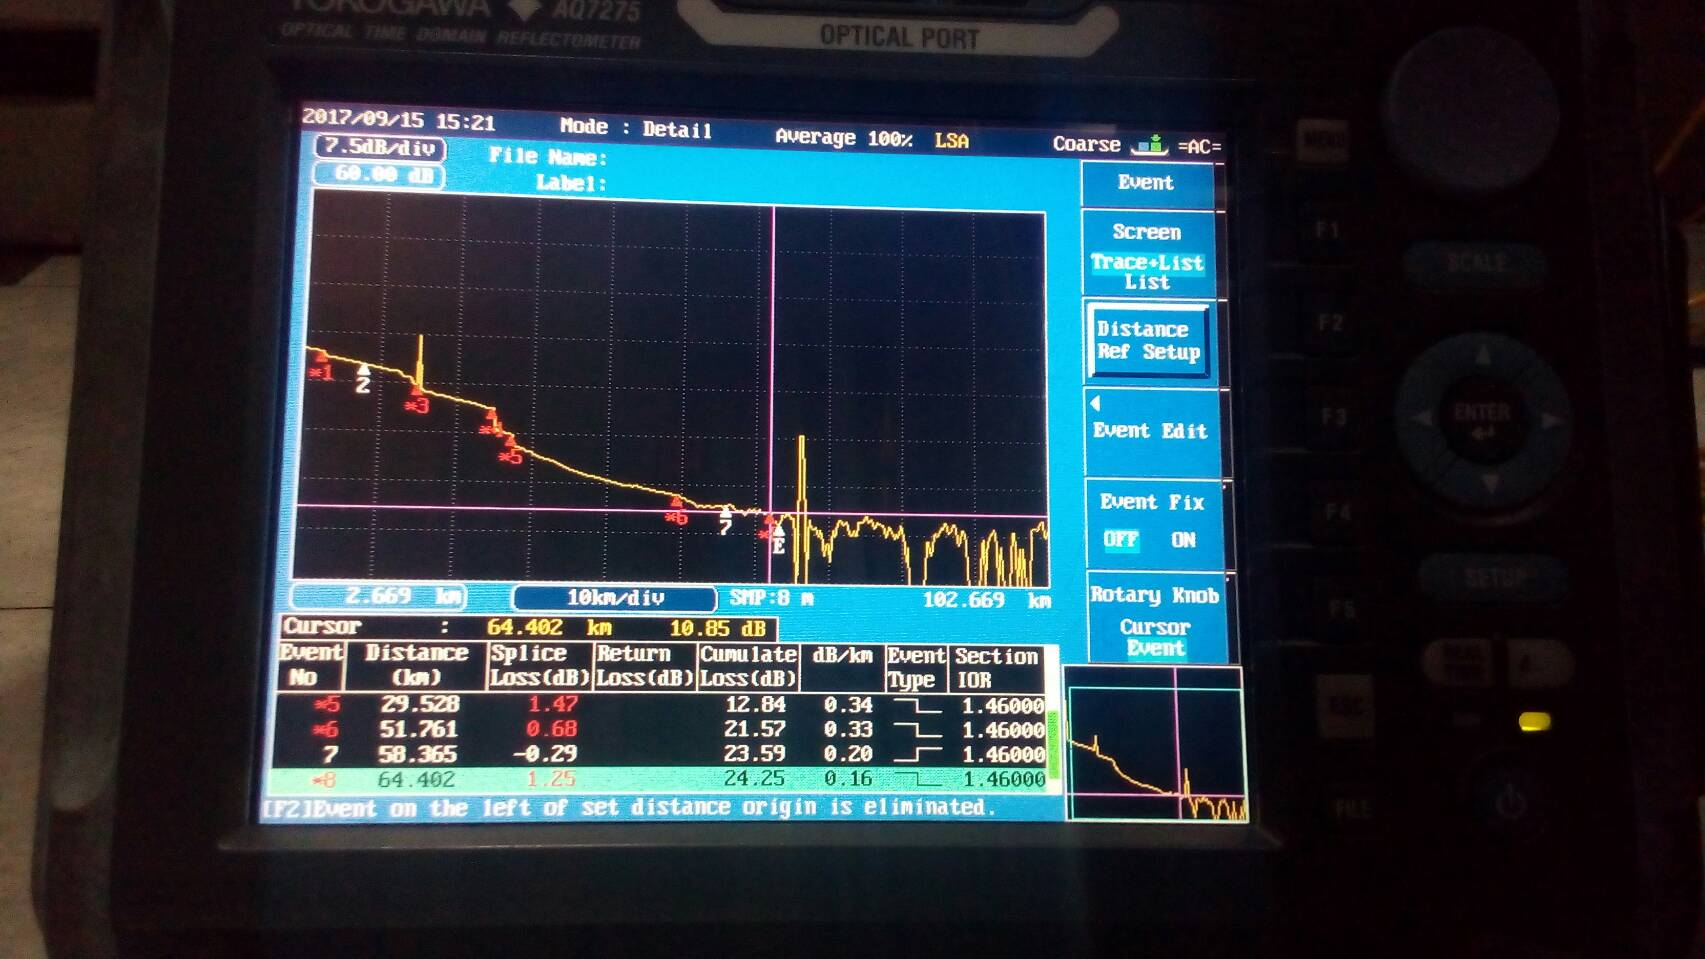 YOKOGAWA AQ7275
OPTICAL TIME DOMAIN REFLECTOMETER
OPTICAL PORT
2017/09/15 15:21 Mode : Detail Average 100% LSA Coarse =AC=
7.5dB/div File Name:
60.00 dB Label:
Event
Screen
Trace+List
List
Distance
Ref Setup
Event Edit
Event Fix
OFF ON
Rotary Knob
Cursor
Event
*1
2
*3
*4
*5
*6
7
*
E
2.669 km 10km/div SMP:8 m 102.669 km
Cursor : 64.402 km 10.85 dB
Event No Distance (km) Splice Loss(dB) Return Loss(dB) Cumulate Loss(dB) dB/km Event Type Section IOR
*5 29.528 1.47 12.84 0.34 1.46000
*6 51.761 0.68 21.57 0.33 1.46000
7 58.365 -0.29 23.59 0.20 1.46000
*8 64.402 1.25 24.25 0.16 1.46000
[F2]Event on the left of set distance origin is eliminated.
MENU
F1
F2
F3
F4
F5
ESC
FILE
SCALE
ENTER
SETUP